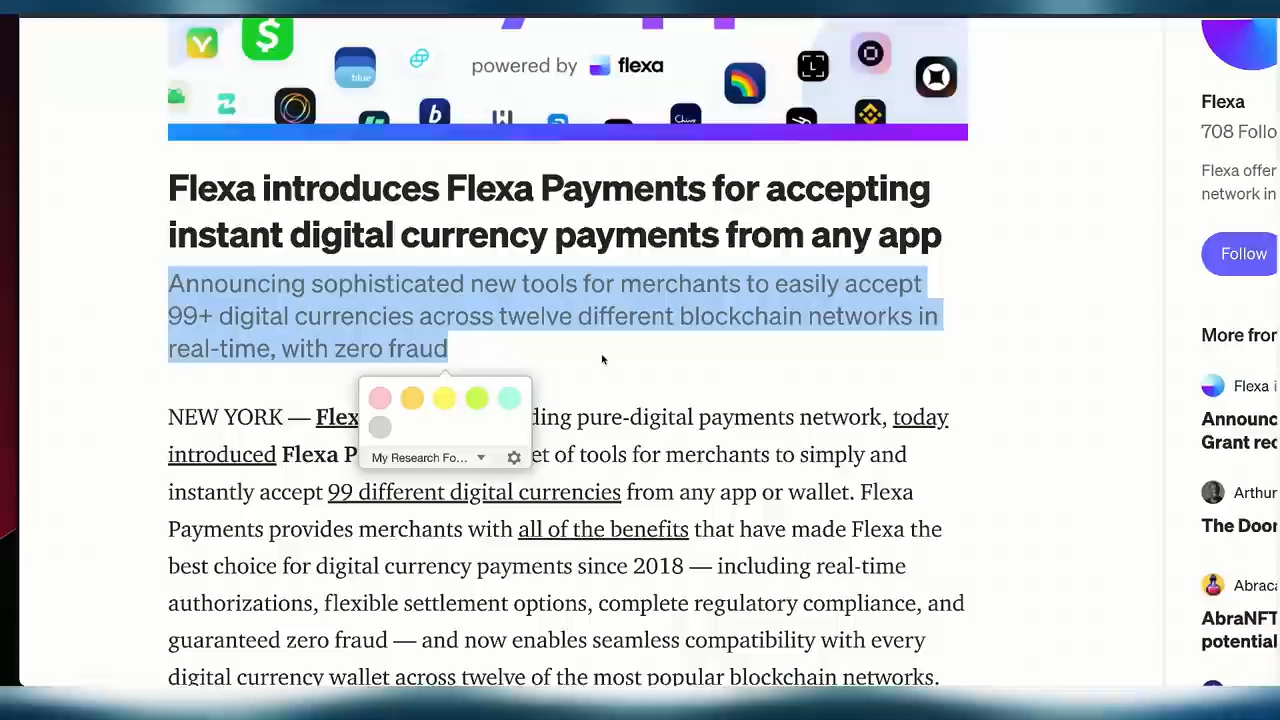 blue
powered by flexa
b
Flexa introduces Flexa Payments for accepting
instant digital currency payments from any app
Announcing sophisticated new tools for merchants to easily accept
99+ digital currencies across twelve different blockchain networks in
real-time, with zero fraud
NEW YORK — Flex ding pure-digital payments network, today
introduced Flexa P et of tools for merchants to simply and
instantly accept 99 different digital currencies from any app or wallet. Flexa
Payments provides merchants with all of the benefits that have made Flexa the
best choice for digital currency payments since 2018 — including real-time
authorizations, flexible settlement options, complete regulatory compliance, and
guaranteed zero fraud — and now enables seamless compatibility with every
digital currency wallet across twelve of the most popular blockchain networks.
My Research Fo...
Flexa
708 Follo
Flexa offer
network in
Follow
More from
Flexa i
Announc
Grant rec
Arthur
The Door
Abraca
AbraNFT
potential